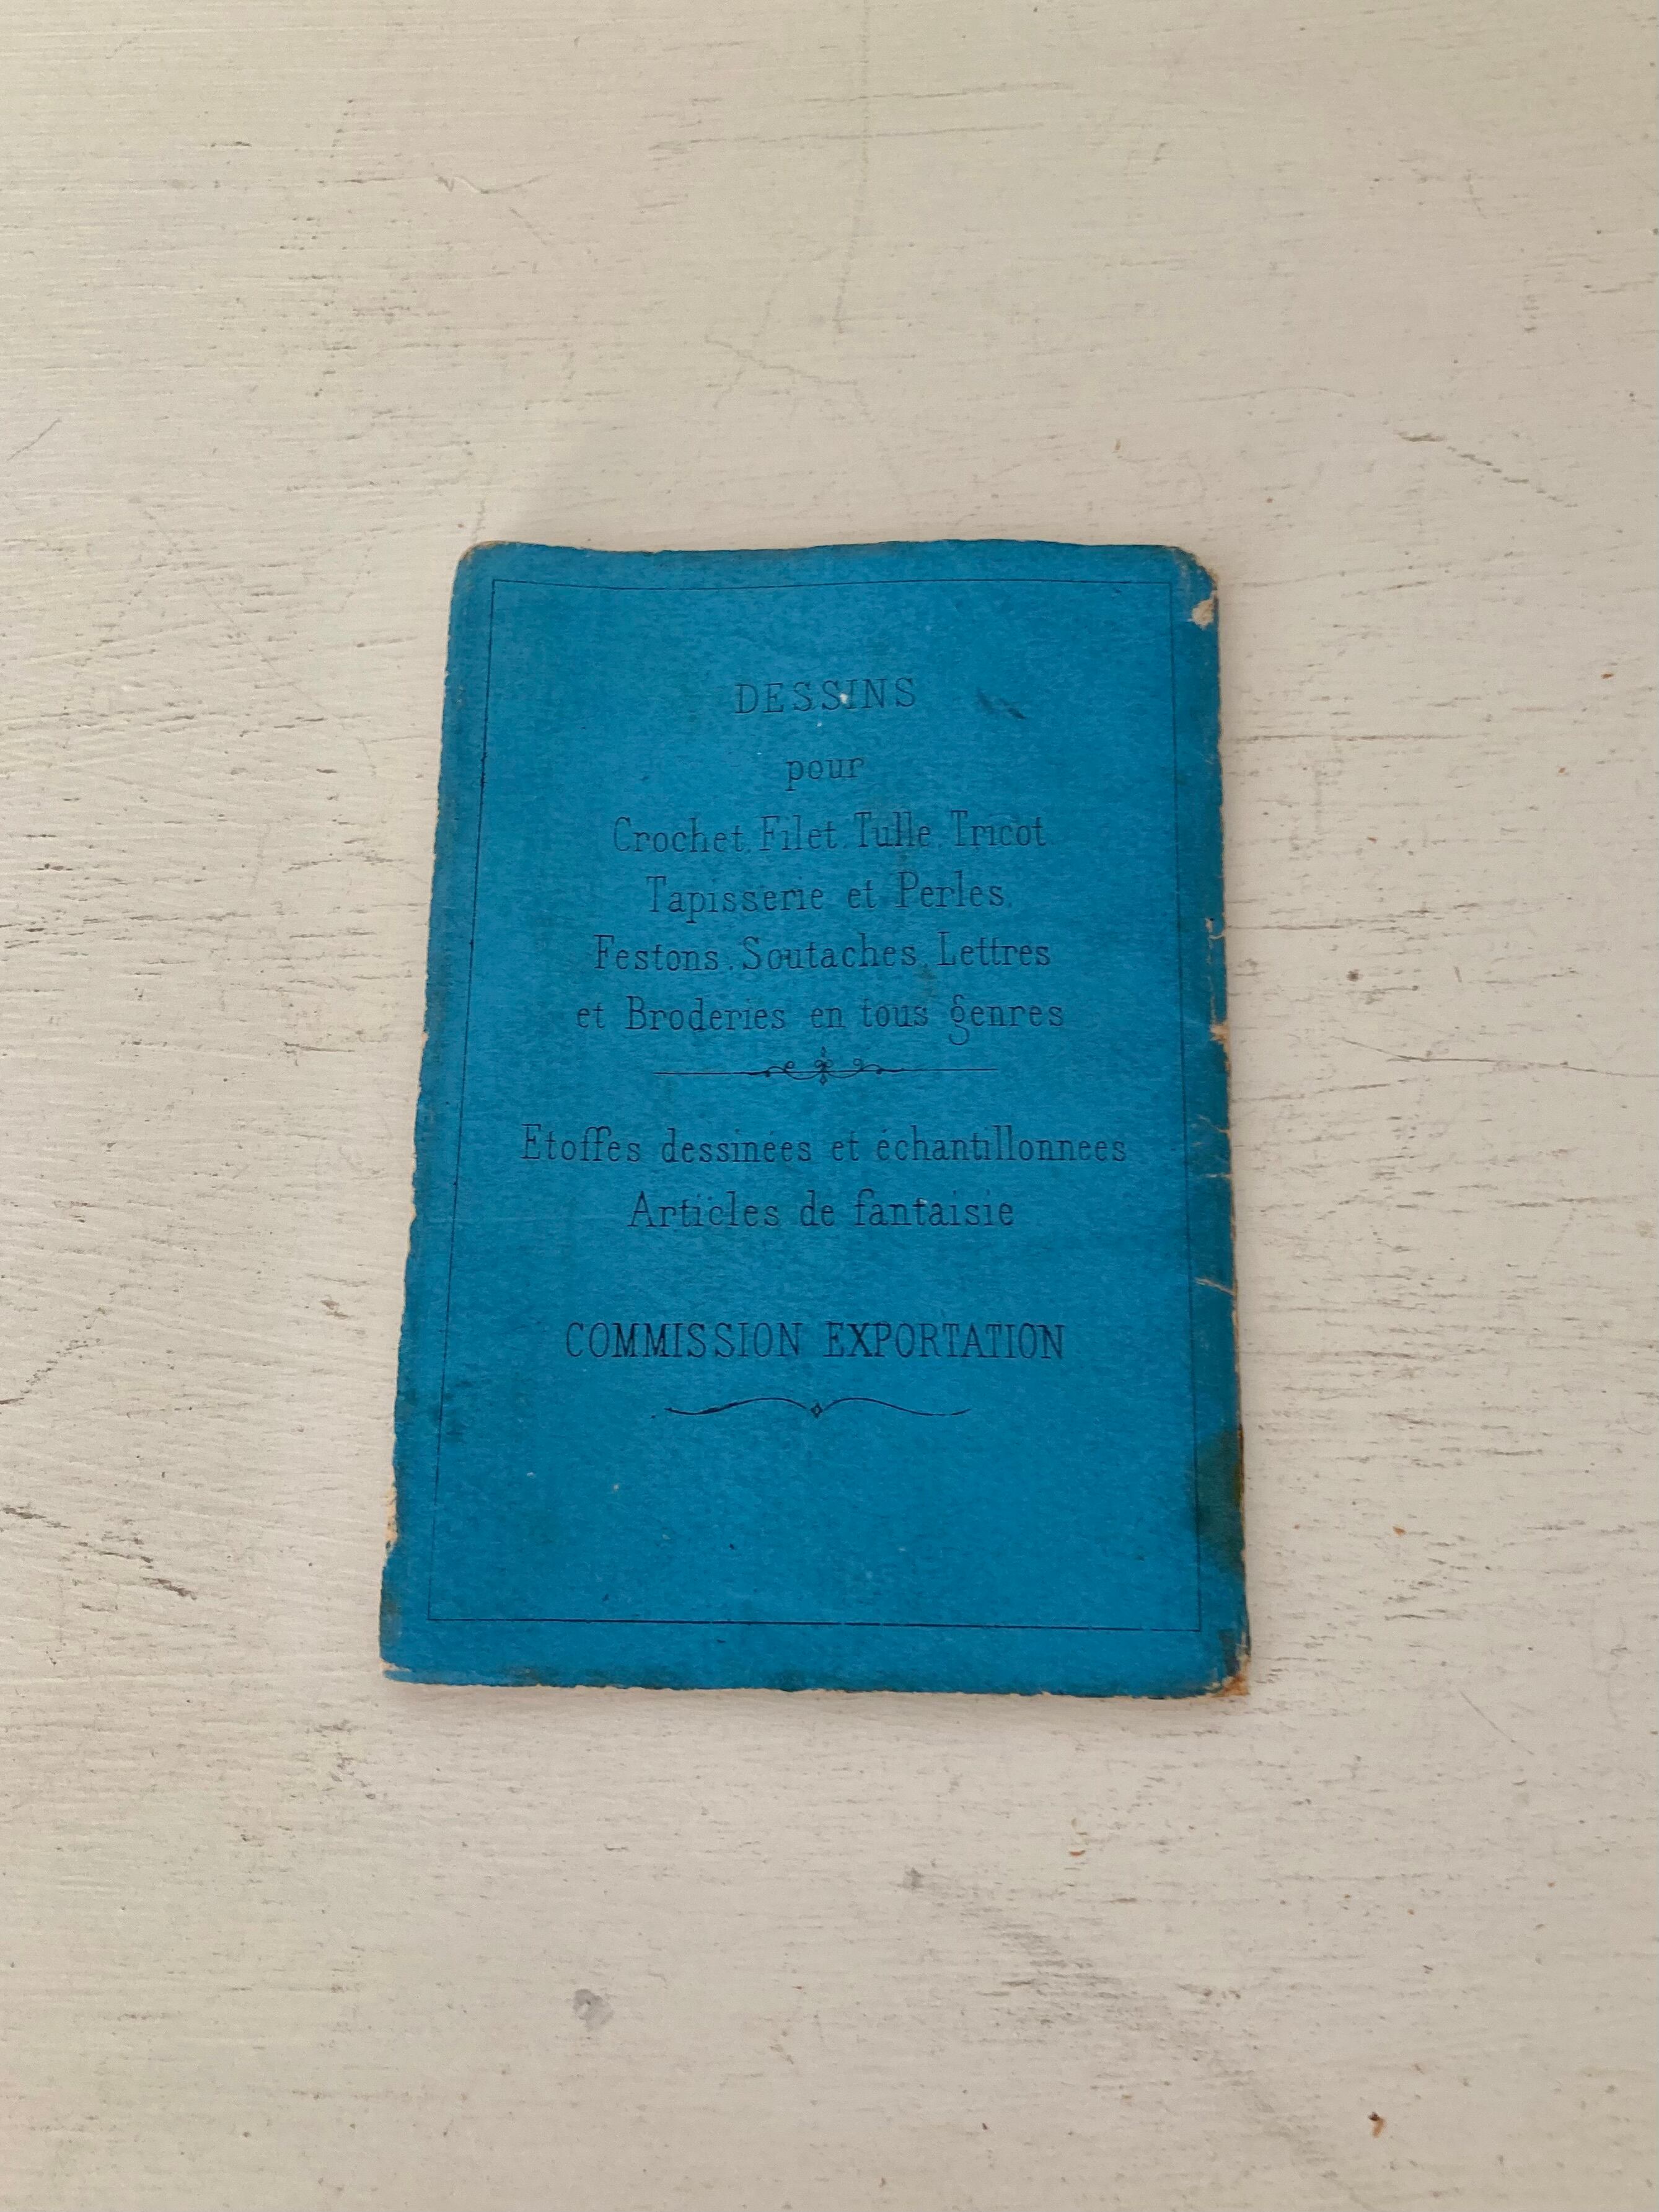 DESSINS
pour
Crochet, Filet, Tulle, Tricot
Tapisserie et Perles,
Festons, Soutaches, Lettres
et Broderies en tous genres
Etoffes dessinées et échantillonnees
Articles de fantaisie
COMMISSION EXPORTATION